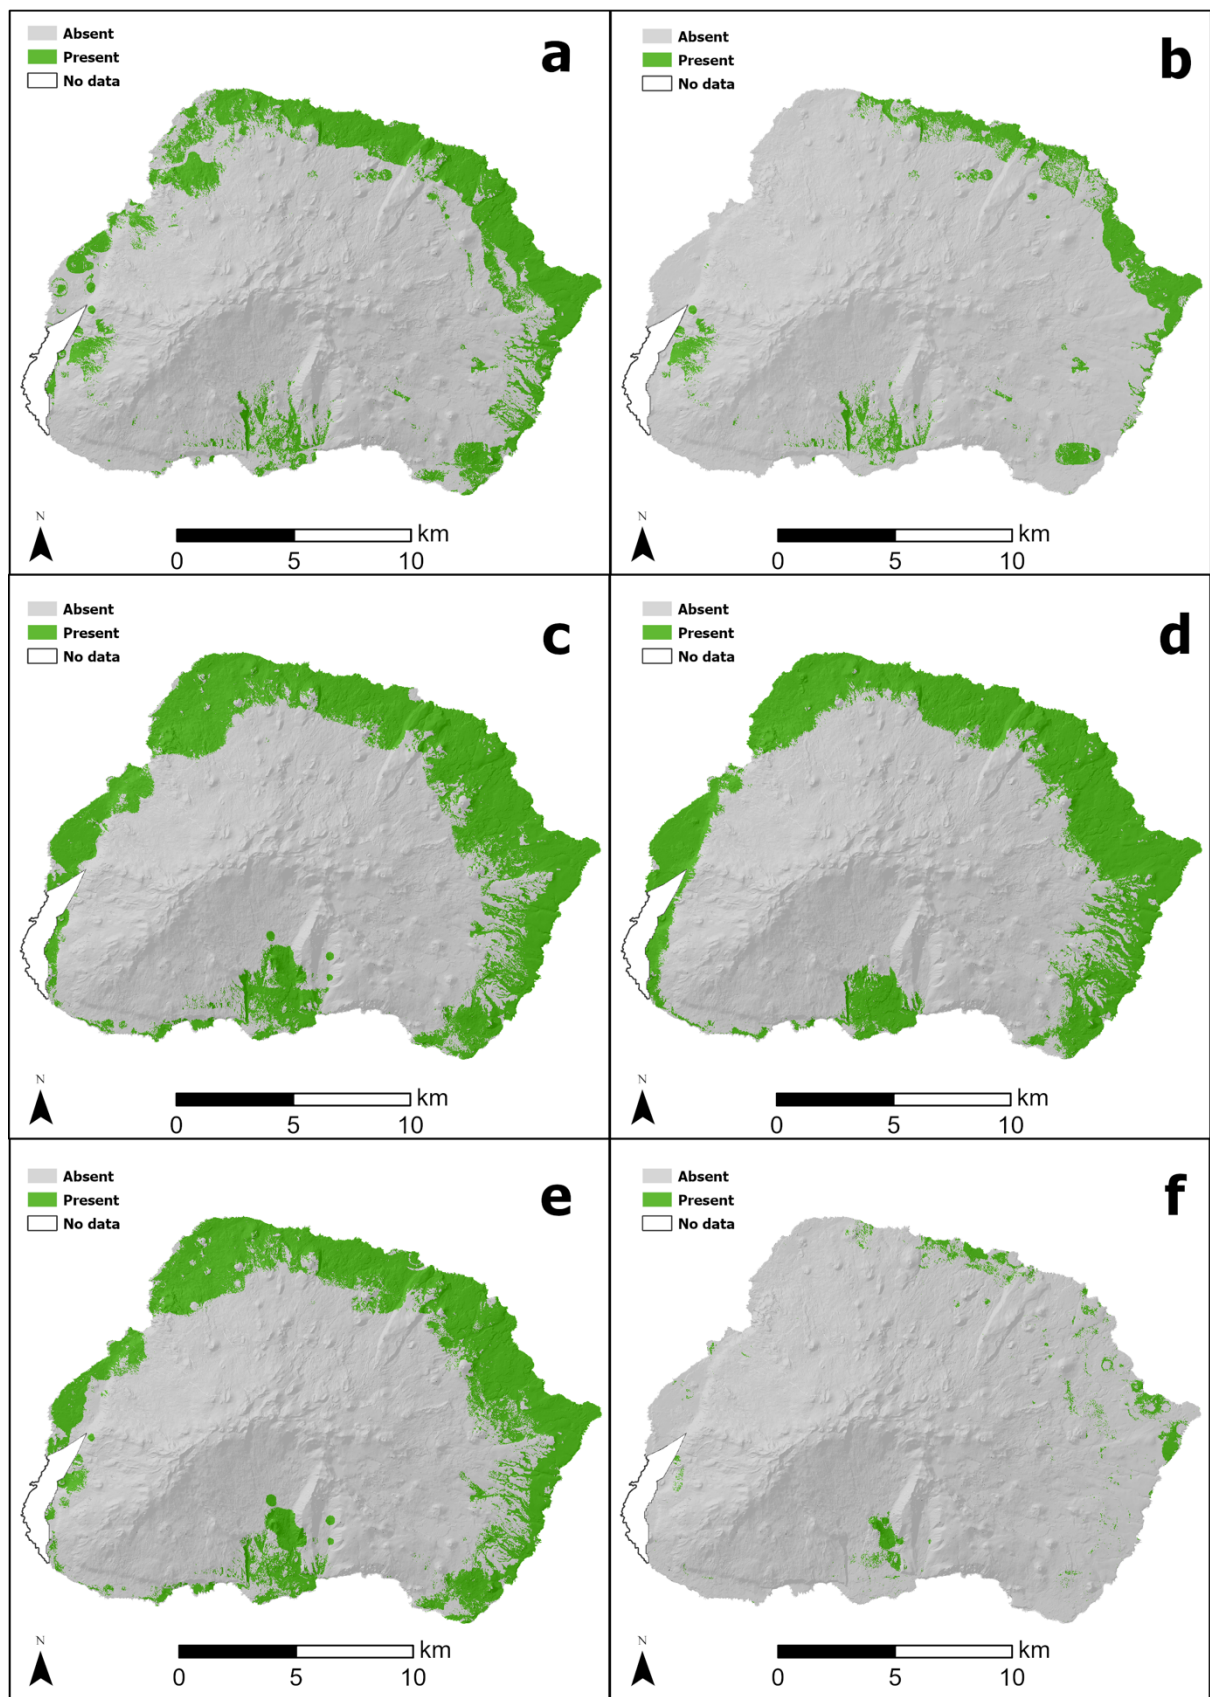 Absent
Present
No data
a
N
km
0 5 10
Absent
Present
No data
b
N
km
0 5 10
Absent
Present
No data
c
N
km
0 5 10
Absent
Present
No data
d
N
km
0 5 10
Absent
Present
No data
e
N
km
0 5 10
Absent
Present
No data
f
N
km
0 5 10